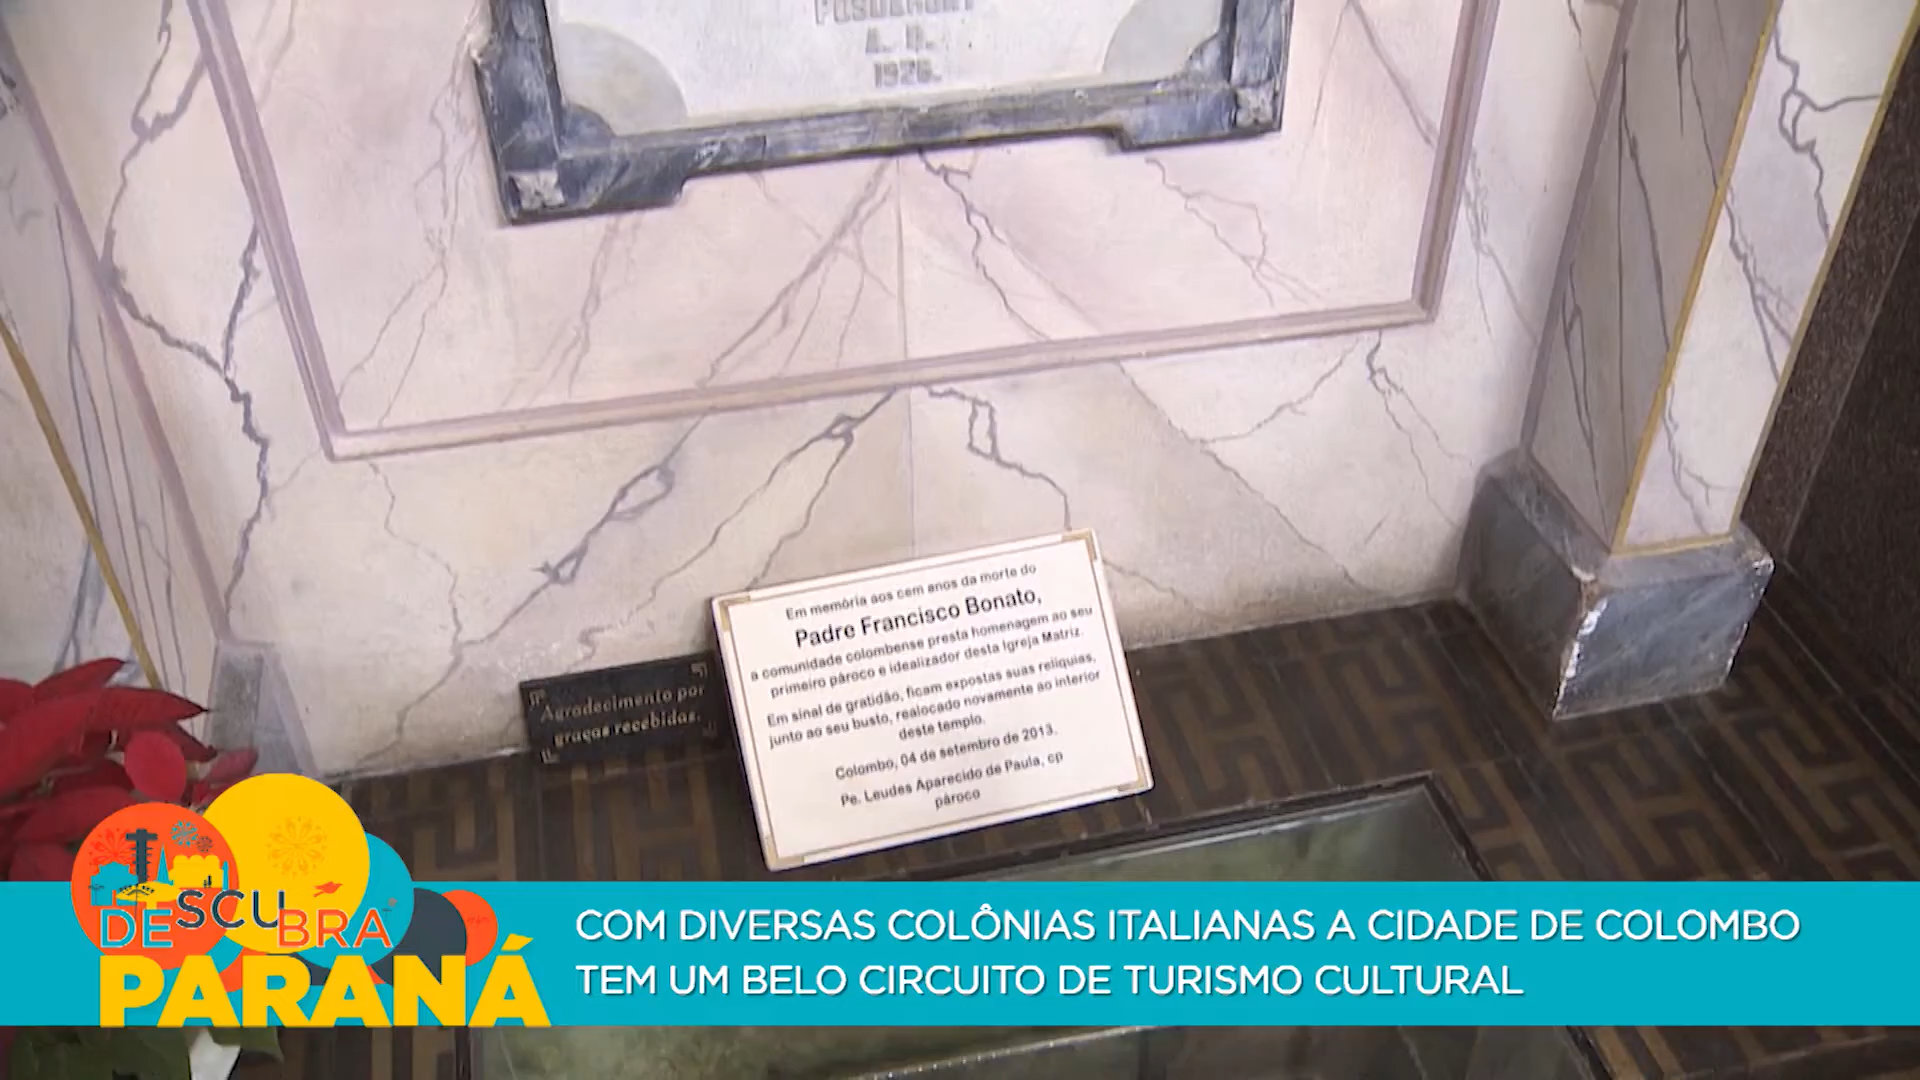 POSUERUNT
A. D.
1926.
Em memória aos cem anos da morte do
Padre Francisco Bonato,
a comunidade colombense presta homenagem ao seu
primeiro pároco e idealizador desta Igreja Matriz.
Em sinal de gratidão, ficam expostas suas relíquias,
junto ao seu busto, realocado novamente ao interior
deste templo.
Colombo, 04 de setembro de 2013.
Pe. Leudes Aparecido de Paula, cp
pároco
Agradecimento por
graças recebidas.
DESCUBRA
PARANÁ
COM DIVERSAS COLÔNIAS ITALIANAS A CIDADE DE COLOMBO
TEM UM BELO CIRCUITO DE TURISMO CULTURAL